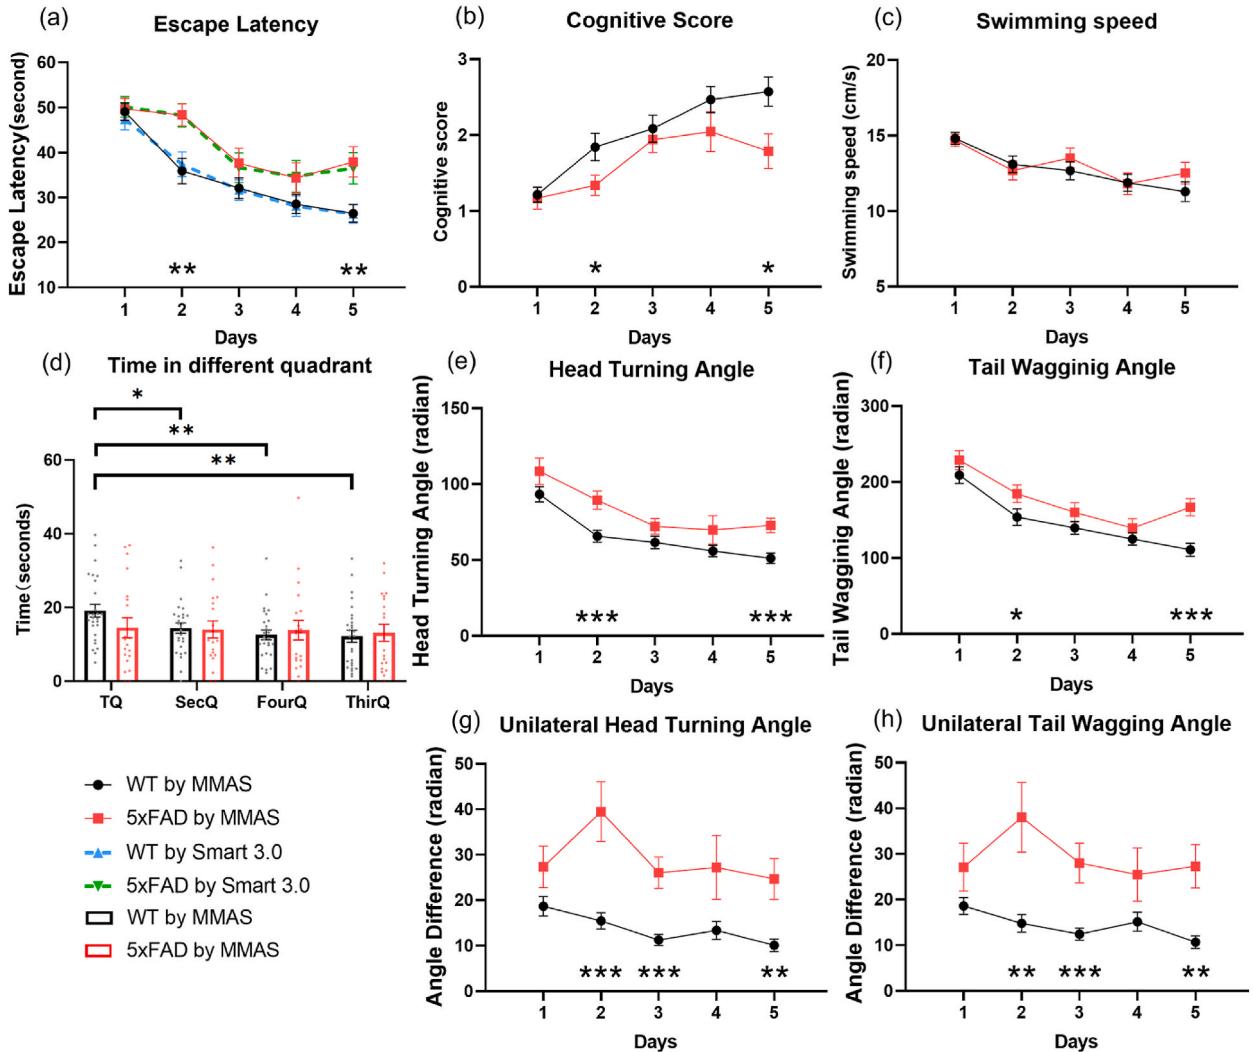 (a)
Escape Latency
Escape Latency (second)
60
50
40
30
20
10
** **
1 2 3 4 5
Days
(b)
Cognitive Score
Cognitive score
3
2
1
0
* *
1 2 3 4 5
Days
(c)
Swimming speed
Swimming speed (cm/s)
20
15
10
5
1 2 3 4 5
Days
(d)
Time in different quadrant
*
**
**
Time (seconds)
60
40
20
0
TQ SecQ FourQ ThirQ
(e)
Head Turning Angle
Head Turning Angle (radian)
150
100
50
0
*** ***
1 2 3 4 5
Days
(f)
Tail Wagginig Angle
Tail Wagginig Angle (radian)
300
200
100
0
* ***
1 2 3 4 5
Days
WT by MMAS
5xFAD by MMAS
WT by Smart 3.0
5xFAD by Smart 3.0
WT by MMAS
5xFAD by MMAS
(g)
Unilateral Head Turning Angle
Angle Difference (radian)
50
40
30
20
10
0
*** *** **
1 2 3 4 5
Days
(h)
Unilateral Tail Wagging Angle
Angle Difference (radian)
50
40
30
20
10
0
** *** **
1 2 3 4 5
Days